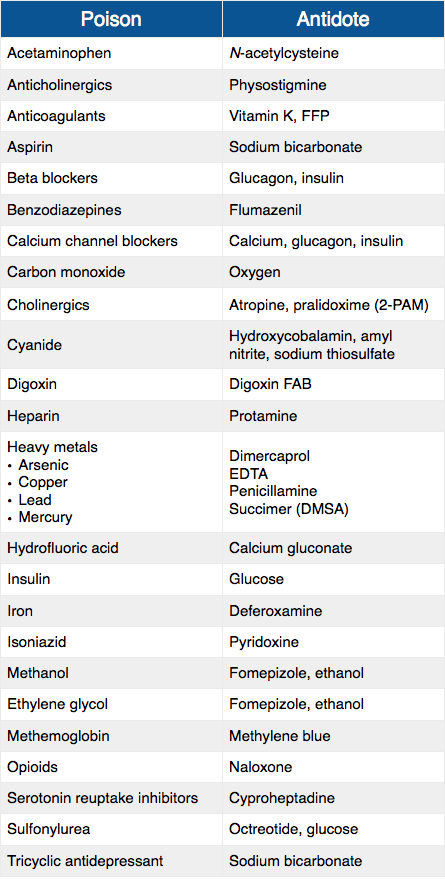 Poison Antidote
Acetaminophen N-acetylcysteine
Anticholinergics Physostigmine
Anticoagulants Vitamin K, FFP
Aspirin Sodium bicarbonate
Beta blockers Glucagon, insulin
Benzodiazepines Flumazenil
Calcium channel blockers Calcium, glucagon, insulin
Carbon monoxide Oxygen
Cholinergics Atropine, pralidoxime (2-PAM)
Cyanide
Hydroxycobalamin, amyl
nitrite, sodium thiosulfate
Digoxin Digoxin FAB
Heparin Protamine
Heavy metals
• Arsenic
• Copper
• Lead
• Mercury
Dimercaprol
EDTA
Penicillamine
Succimer (DMSA)
Hydrofluoric acid Calcium gluconate
Insulin Glucose
Iron Deferoxamine
Isoniazid Pyridoxine
Methanol Fomepizole, ethanol
Ethylene glycol Fomepizole, ethanol
Methemoglobin Methylene blue
Opioids Naloxone
Serotonin reuptake inhibitors Cyproheptadine
Sulfonylurea Octreotide, glucose
Tricyclic antidepressant Sodium bicarbonate